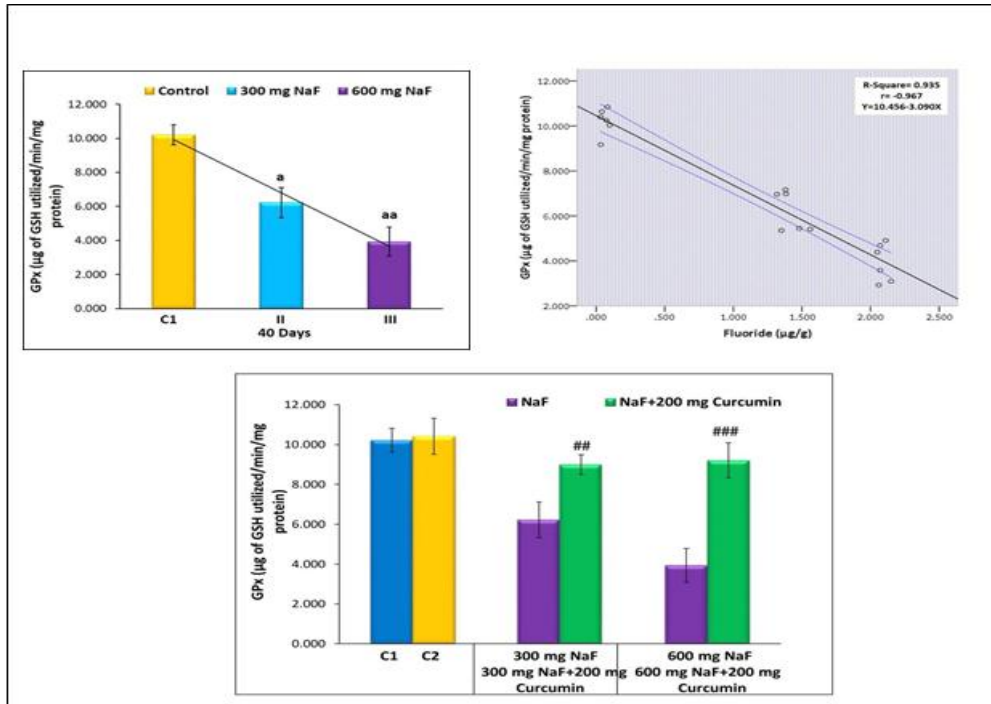 Control 300 mg NaF 600 mg NaF
12.000
10.000
8.000
6.000
4.000
2.000
0.000
GPx (µg of GSH utilized/min/mg
protein)
a
aa
C1 II III
40 Days
R-Square= 0.935
r= -0.967
Y=10.456-3.090X
12.000
10.000
8.000
6.000
4.000
2.000
GPx (µg of GSH utilized/min/mg protein)
.000 .500 1.000 1.500 2.000 2.500
Fluoride (µg/g)
NaF NaF+200 mg Curcumin
12.000
10.000
8.000
6.000
4.000
2.000
0.000
GPx (µg of GSH utilized/min/mg
protein)
##
###
C1 C2 300 mg NaF 600 mg NaF
300 mg NaF+200 mg 600 mg NaF+200 mg
Curcumin Curcumin